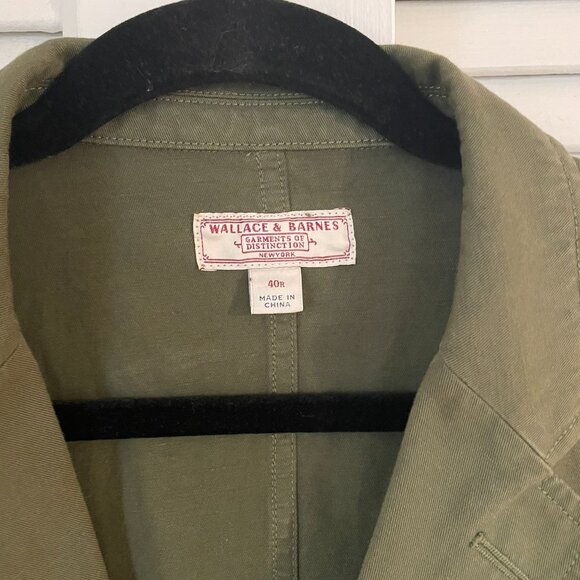 WALLACE & BARNES
GARMENTS OF
DISTINCTION
NEW YORK
40R
MADE IN
CHINA